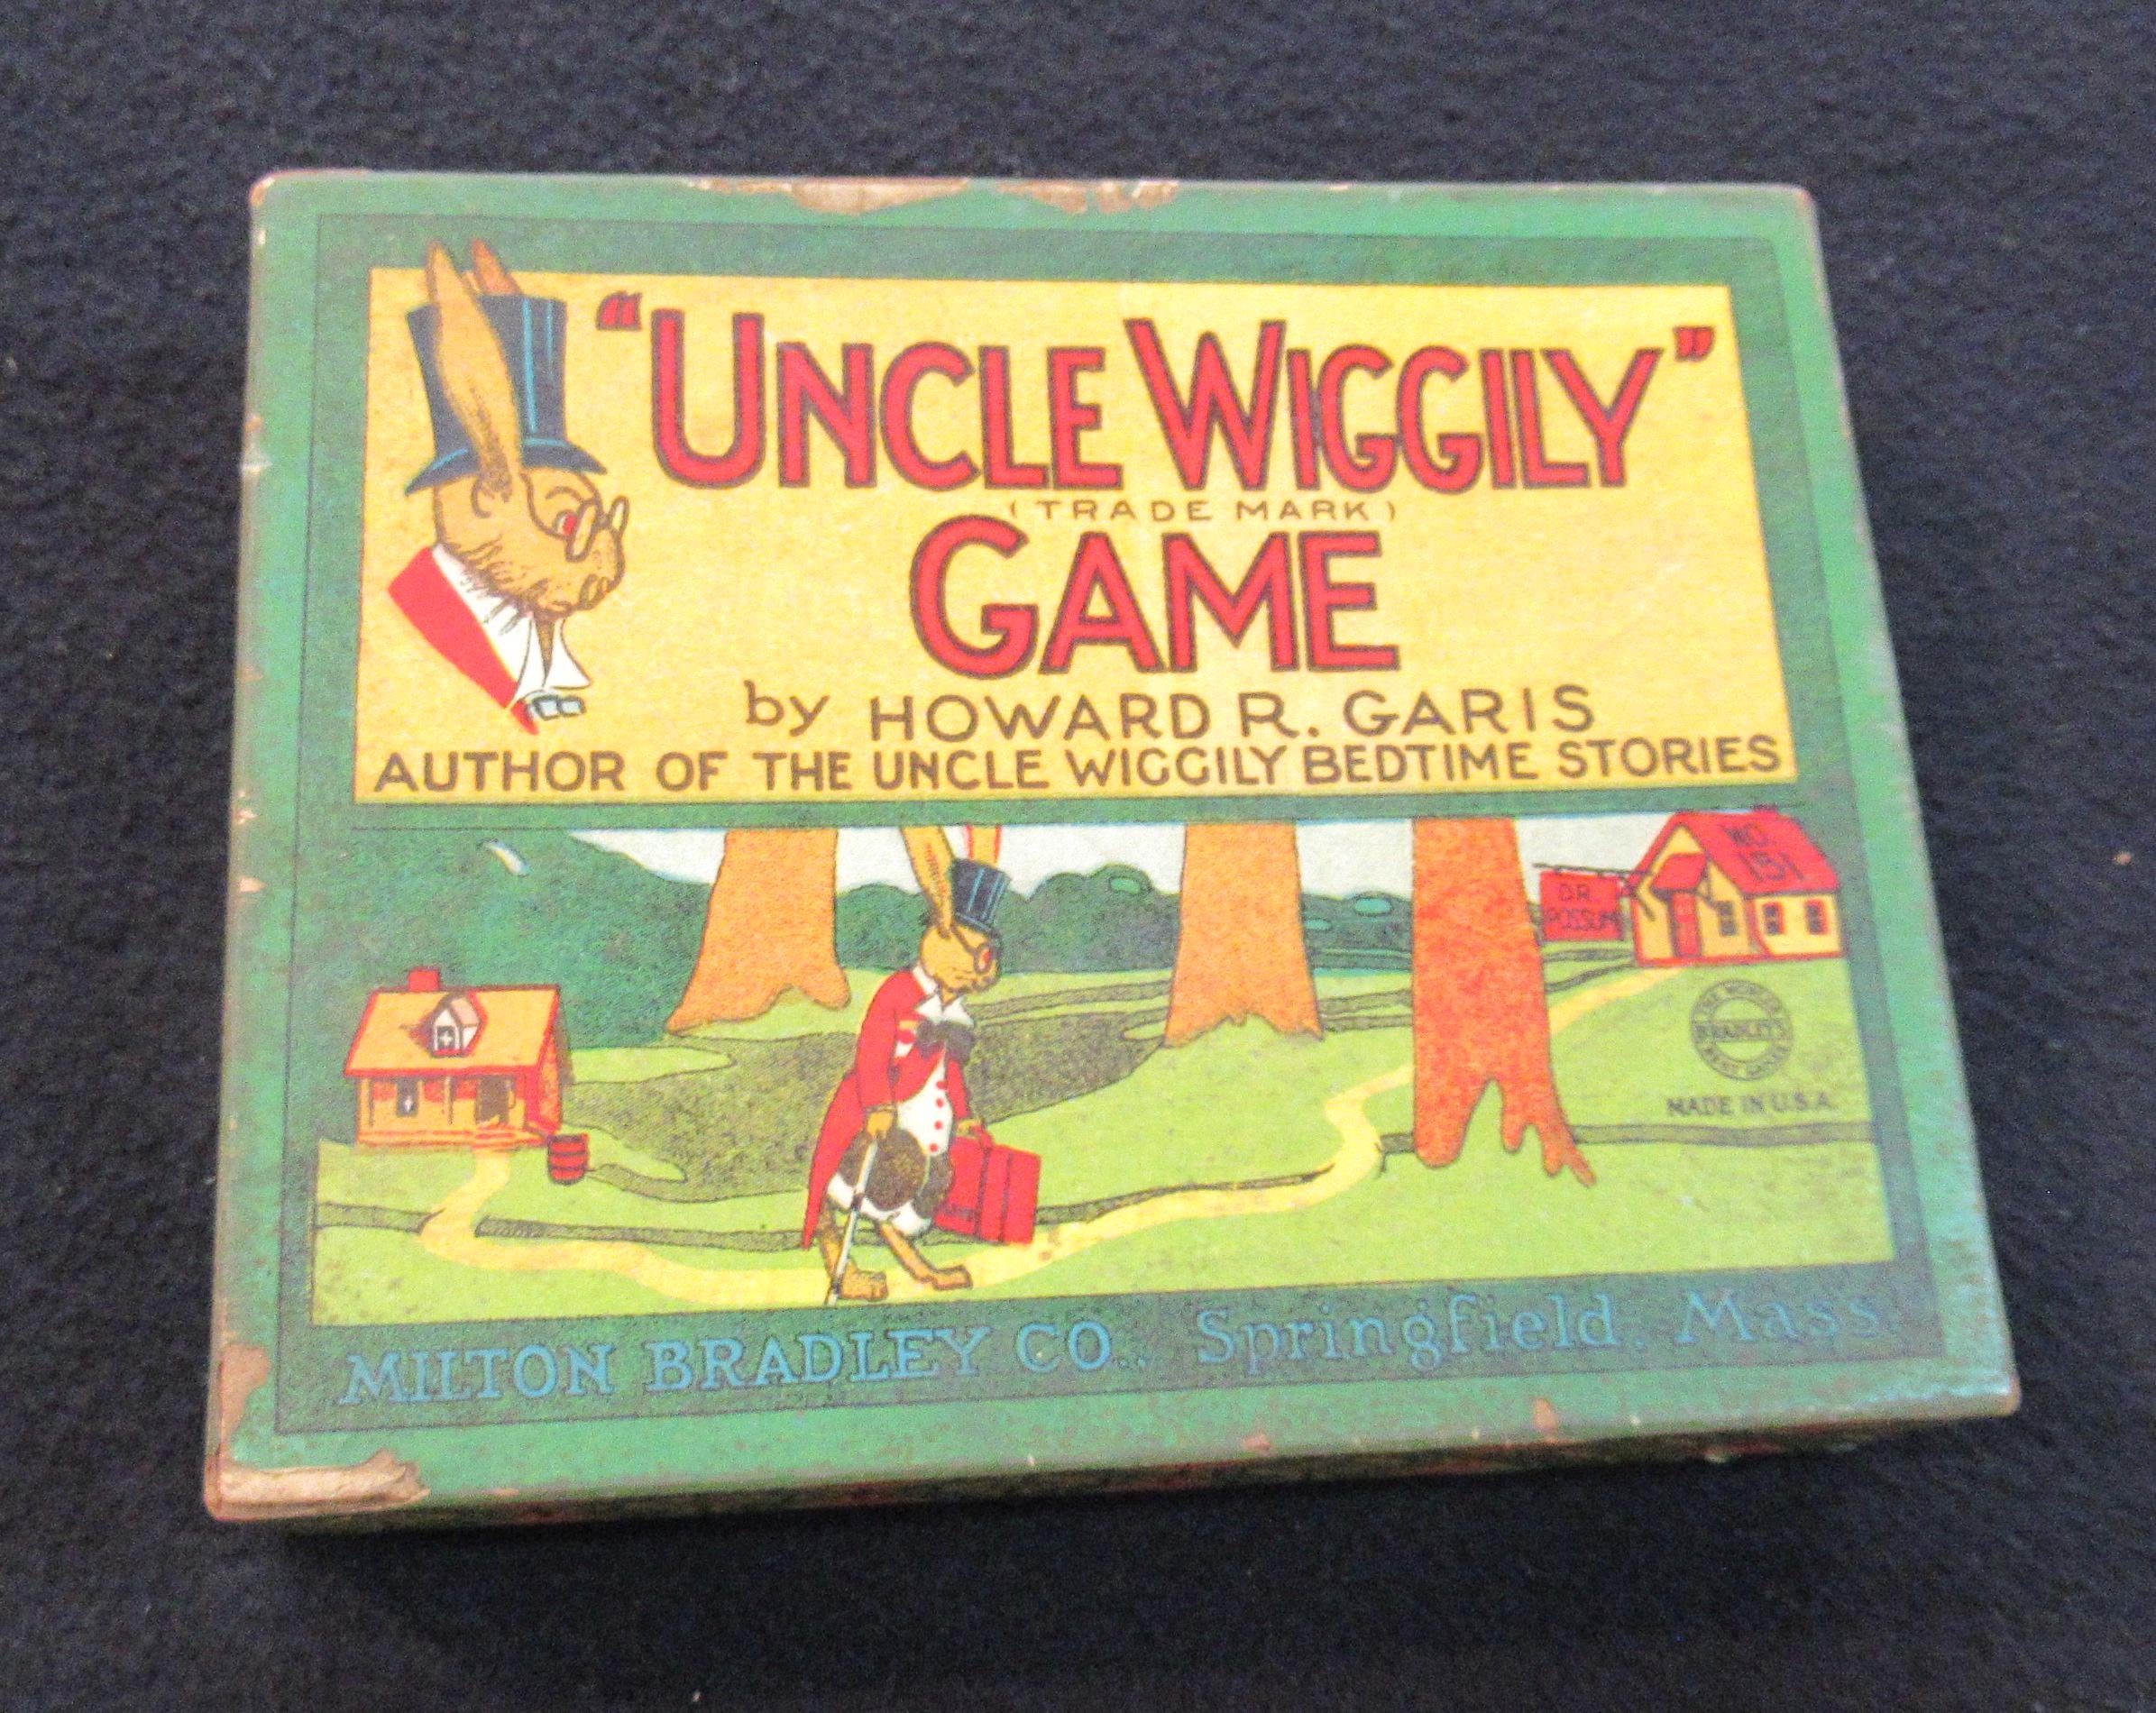 "UNCLE WIGGILY"
(TRADE MARK)
GAME
by HOWARD R. GARIS
AUTHOR OF THE UNCLE WIGGILY BEDTIME STORIES
NO
151
DR
POSSUM
BRADLEY'S
MADE IN U.S.A.
MILTON BRADLEY CO., Springfield, Mass